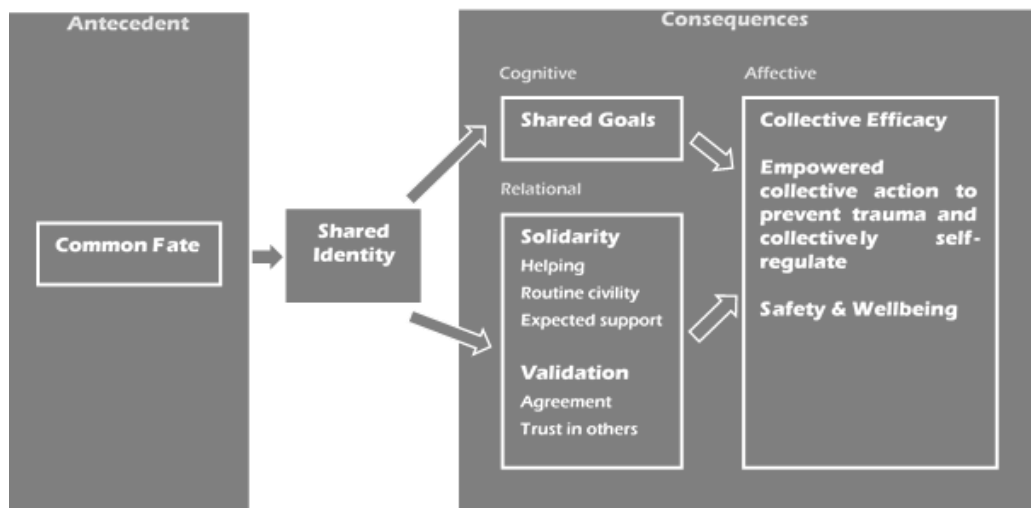 Antecedent
Common Fate
Shared
Identity
Consequences
Cognitive
Shared Goals
Relational
Solidarity
Helping
Routine civility
Expected support
Validation
Agreement
Trust in others
Affective
Collective Efficacy
Empowered
collective action to
prevent trauma and
collectively self-
regulate
Safety & Wellbeing